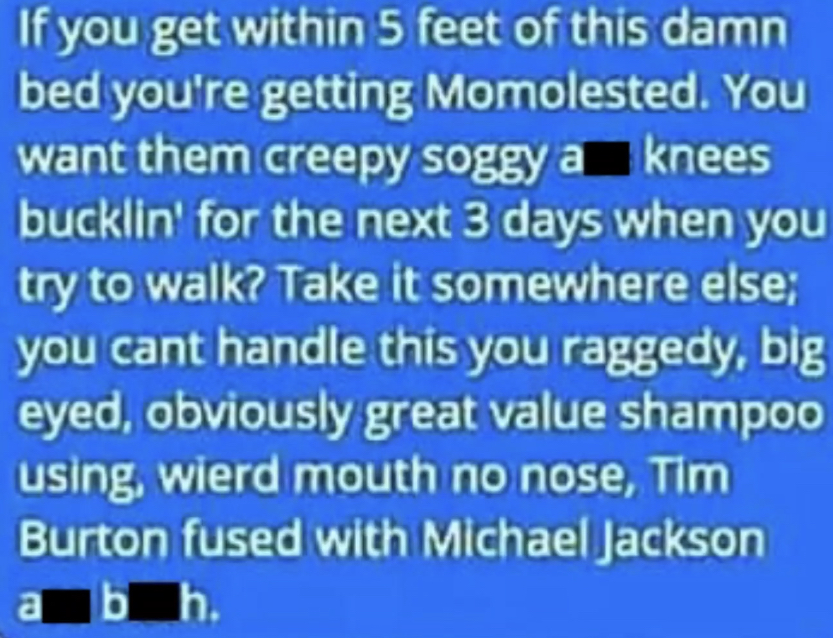 If you get within 5 feet of this damn
bed you're getting Momolested. You
want them creepy soggy a knees
bucklin' for the next 3 days when you
try to walk? Take it somewhere else;
you cant handle this you raggedy, big
eyed, obviously great value shampoo
using, wierd mouth no nose, Tim
Burton fused with Michael Jackson
a b h.